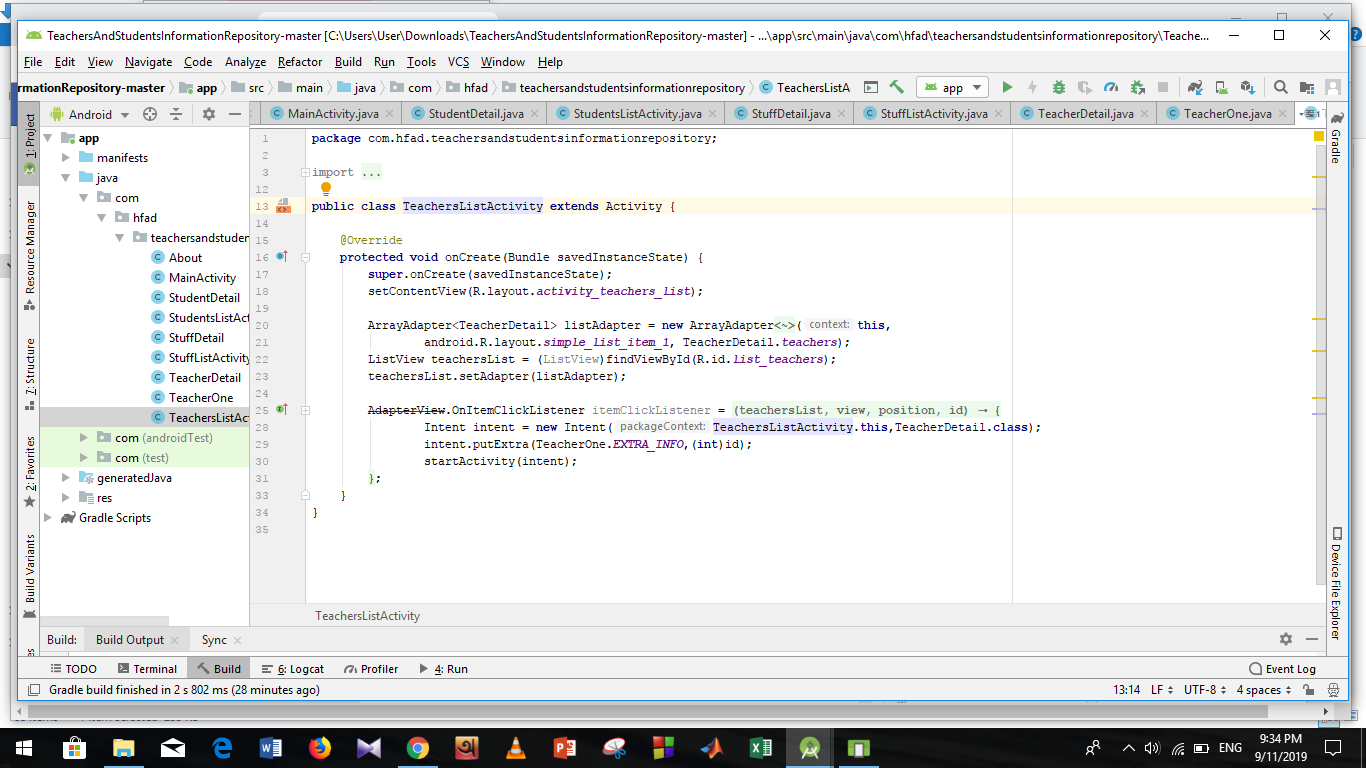 TeachersAndStudentsInformationRepository-master [C:\Users\User\Downloads\TeachersAndStudentsInformationRepository-master] - ...\app\src\main\java\com\hfad\teachersandstudentsinformationrepository\Teache...
File Edit View Navigate Code Analyze Refactor Build Run Tools VCS Window Help
rmationRepository-master app src main java com hfad teachersandstudentsinformationrepository TeachersListA app
Android MainActivity.java StudentDetail.java StudentsListActivity.java StuffDetail.java StuffListActivity.java TeacherDetail.java TeacherOne.java
1: Project
Resource Manager
7: Structure
2: Favorites
Build Variants
app
manifests
java
com
hfad
teachersandstuden
About
MainActivity
StudentDetail
StudentsListAct
StuffDetail
StuffListActivity
TeacherDetail
TeacherOne
TeachersListAct
com (androidTest)
com (test)
generatedJava
res
Gradle Scripts
1 package com.hfad.teachersandstudentsinformationrepository;
2
3 import ...
12
13 public class TeachersListActivity extends Activity {
14
15 @Override
16 protected void onCreate(Bundle savedInstanceState) {
17 super.onCreate(savedInstanceState);
18 setContentView(R.layout.activity_teachers_list);
19
20 ArrayAdapter<TeacherDetail> listAdapter = new ArrayAdapter<~>( context: this,
21 android.R.layout.simple_list_item_1, TeacherDetail.teachers);
22 ListView teachersList = (ListView)findViewById(R.id.list_teachers);
23 teachersList.setAdapter(listAdapter);
24
25 AdapterView.OnItemClickListener itemClickListener = (teachersList, view, position, id) → {
28 Intent intent = new Intent( packageContext: TeachersListActivity.this,TeacherDetail.class);
29 intent.putExtra(TeacherOne.EXTRA_INFO,(int)id);
30 startActivity(intent);
31 };
33 }
34 }
35
Gradle
Device File Explorer
TeachersListActivity
Build: Build Output Sync
TODO Terminal Build 6: Logcat Profiler 4: Run Event Log
Gradle build finished in 2 s 802 ms (28 minutes ago) 13:14 LF UTF-8 4 spaces
ENG
9:34 PM
9/11/2019